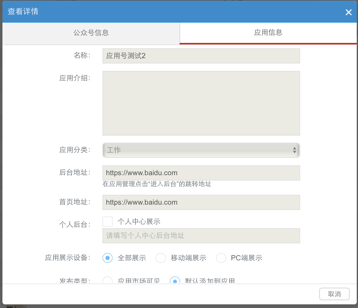 查看详情 ×
公众号信息 应用信息
名称: 应用号测试2
应用介绍:
应用分类: 工作
后台地址: https://www.baidu.com
在应用管理点击“进入后台”的跳转地址
首页地址: https://www.baidu.com
个人后台: 个人中心展示
请填写个人中心后台地址
应用展示设备: 全部展示 移动端展示 PC端展示
发布类型: 应用市场可见 默认添加到应用
取消